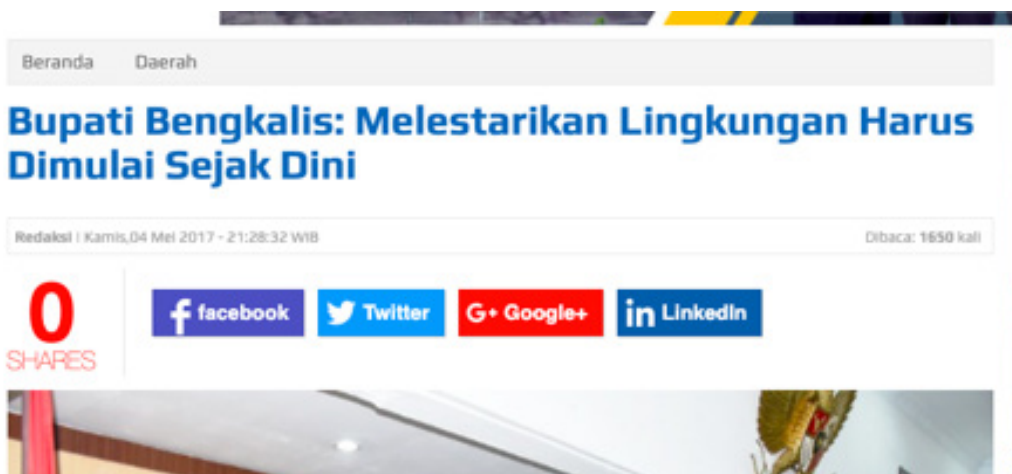 Beranda Daerah
Bupati Bengkalis: Melestarikan Lingkungan Harus
Dimulai Sejak Dini
Redaksi | Kamis,04 Mei 2017 - 21:28:32 WIB Dibaca: 1650 kali
0
SHARES
facebook Twitter G+ Google+ in LinkedIn